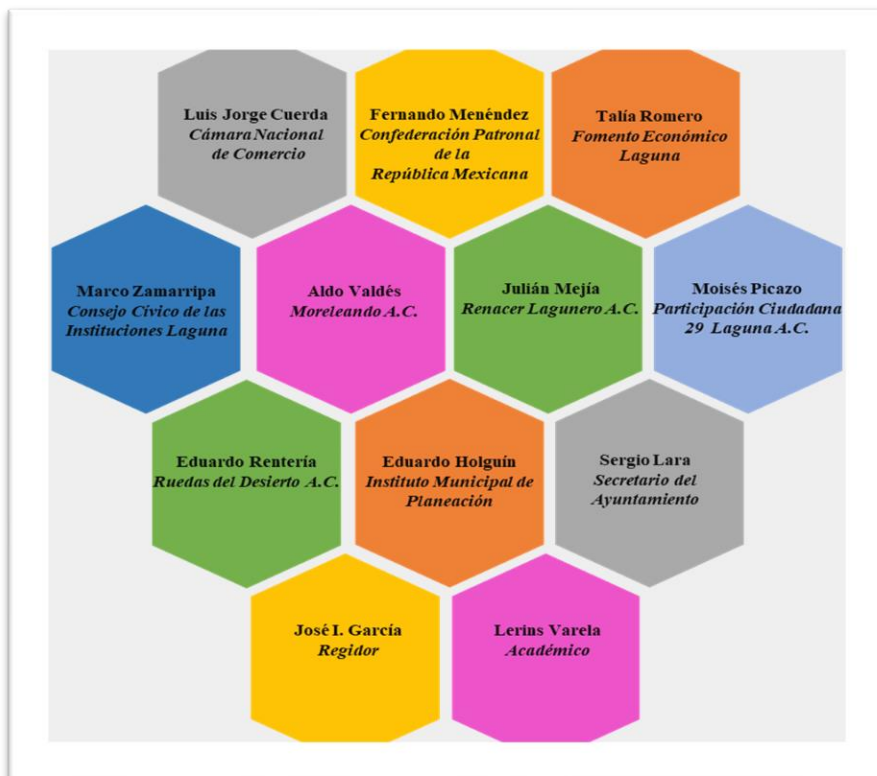 Luis Jorge Cuerda
Cámara Nacional
de Comercio
Fernando Menéndez
Confederación Patronal
de la
República Mexicana
Talía Romero
Fomento Económico
Laguna
Marco Zamarripa
Consejo Cívico de las
Instituciones Laguna
Aldo Valdés
Moreleando A.C.
Julián Mejía
Renacer Lagunero A.C.
Moisés Picazo
Participación Ciudadana
29 Laguna A.C.
Eduardo Rentería
Ruedas del Desierto A.C.
Eduardo Holguín
Instituto Municipal de
Planeación
Sergio Lara
Secretario del
Ayuntamiento
José I. García
Regidor
Lerins Varela
Académico